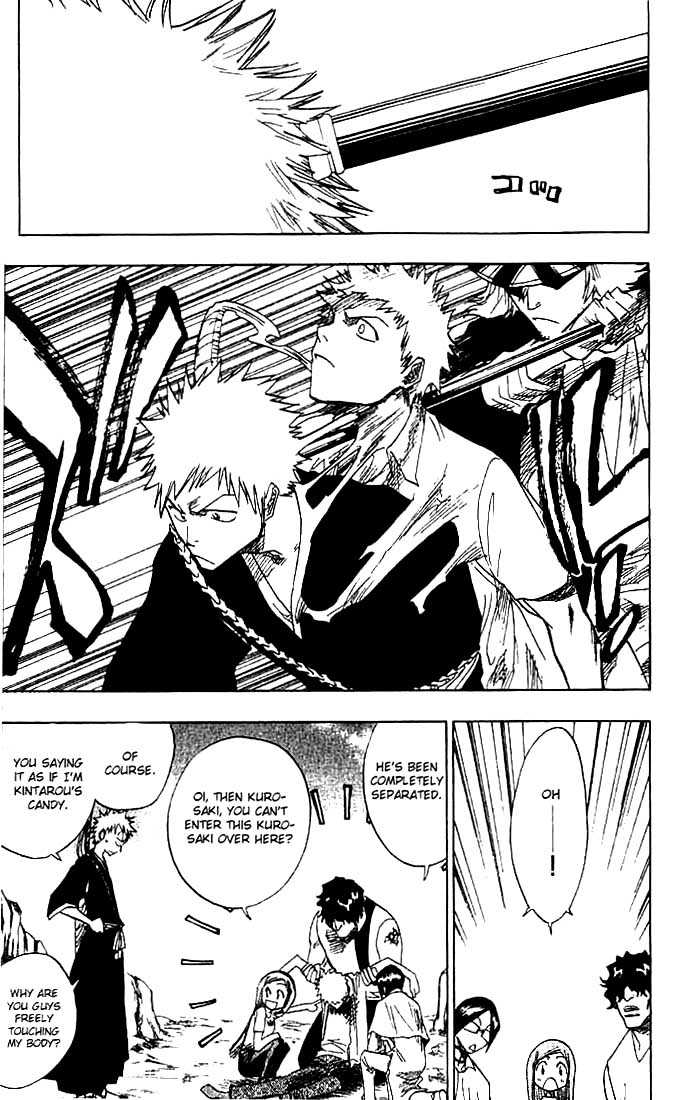 OH
—!
HE'S BEEN
COMPLETELY
SEPARATED.
OI, THEN KURO-
SAKI, YOU CAN'T
ENTER THIS KURO-
SAKI OVER HERE?
OF
COURSE.
YOU SAYING
IT AS IF I'M
KINTAROU'S
CANDY.
WHY ARE
YOU GUYS
FREELY
TOUCHING
MY BODY?